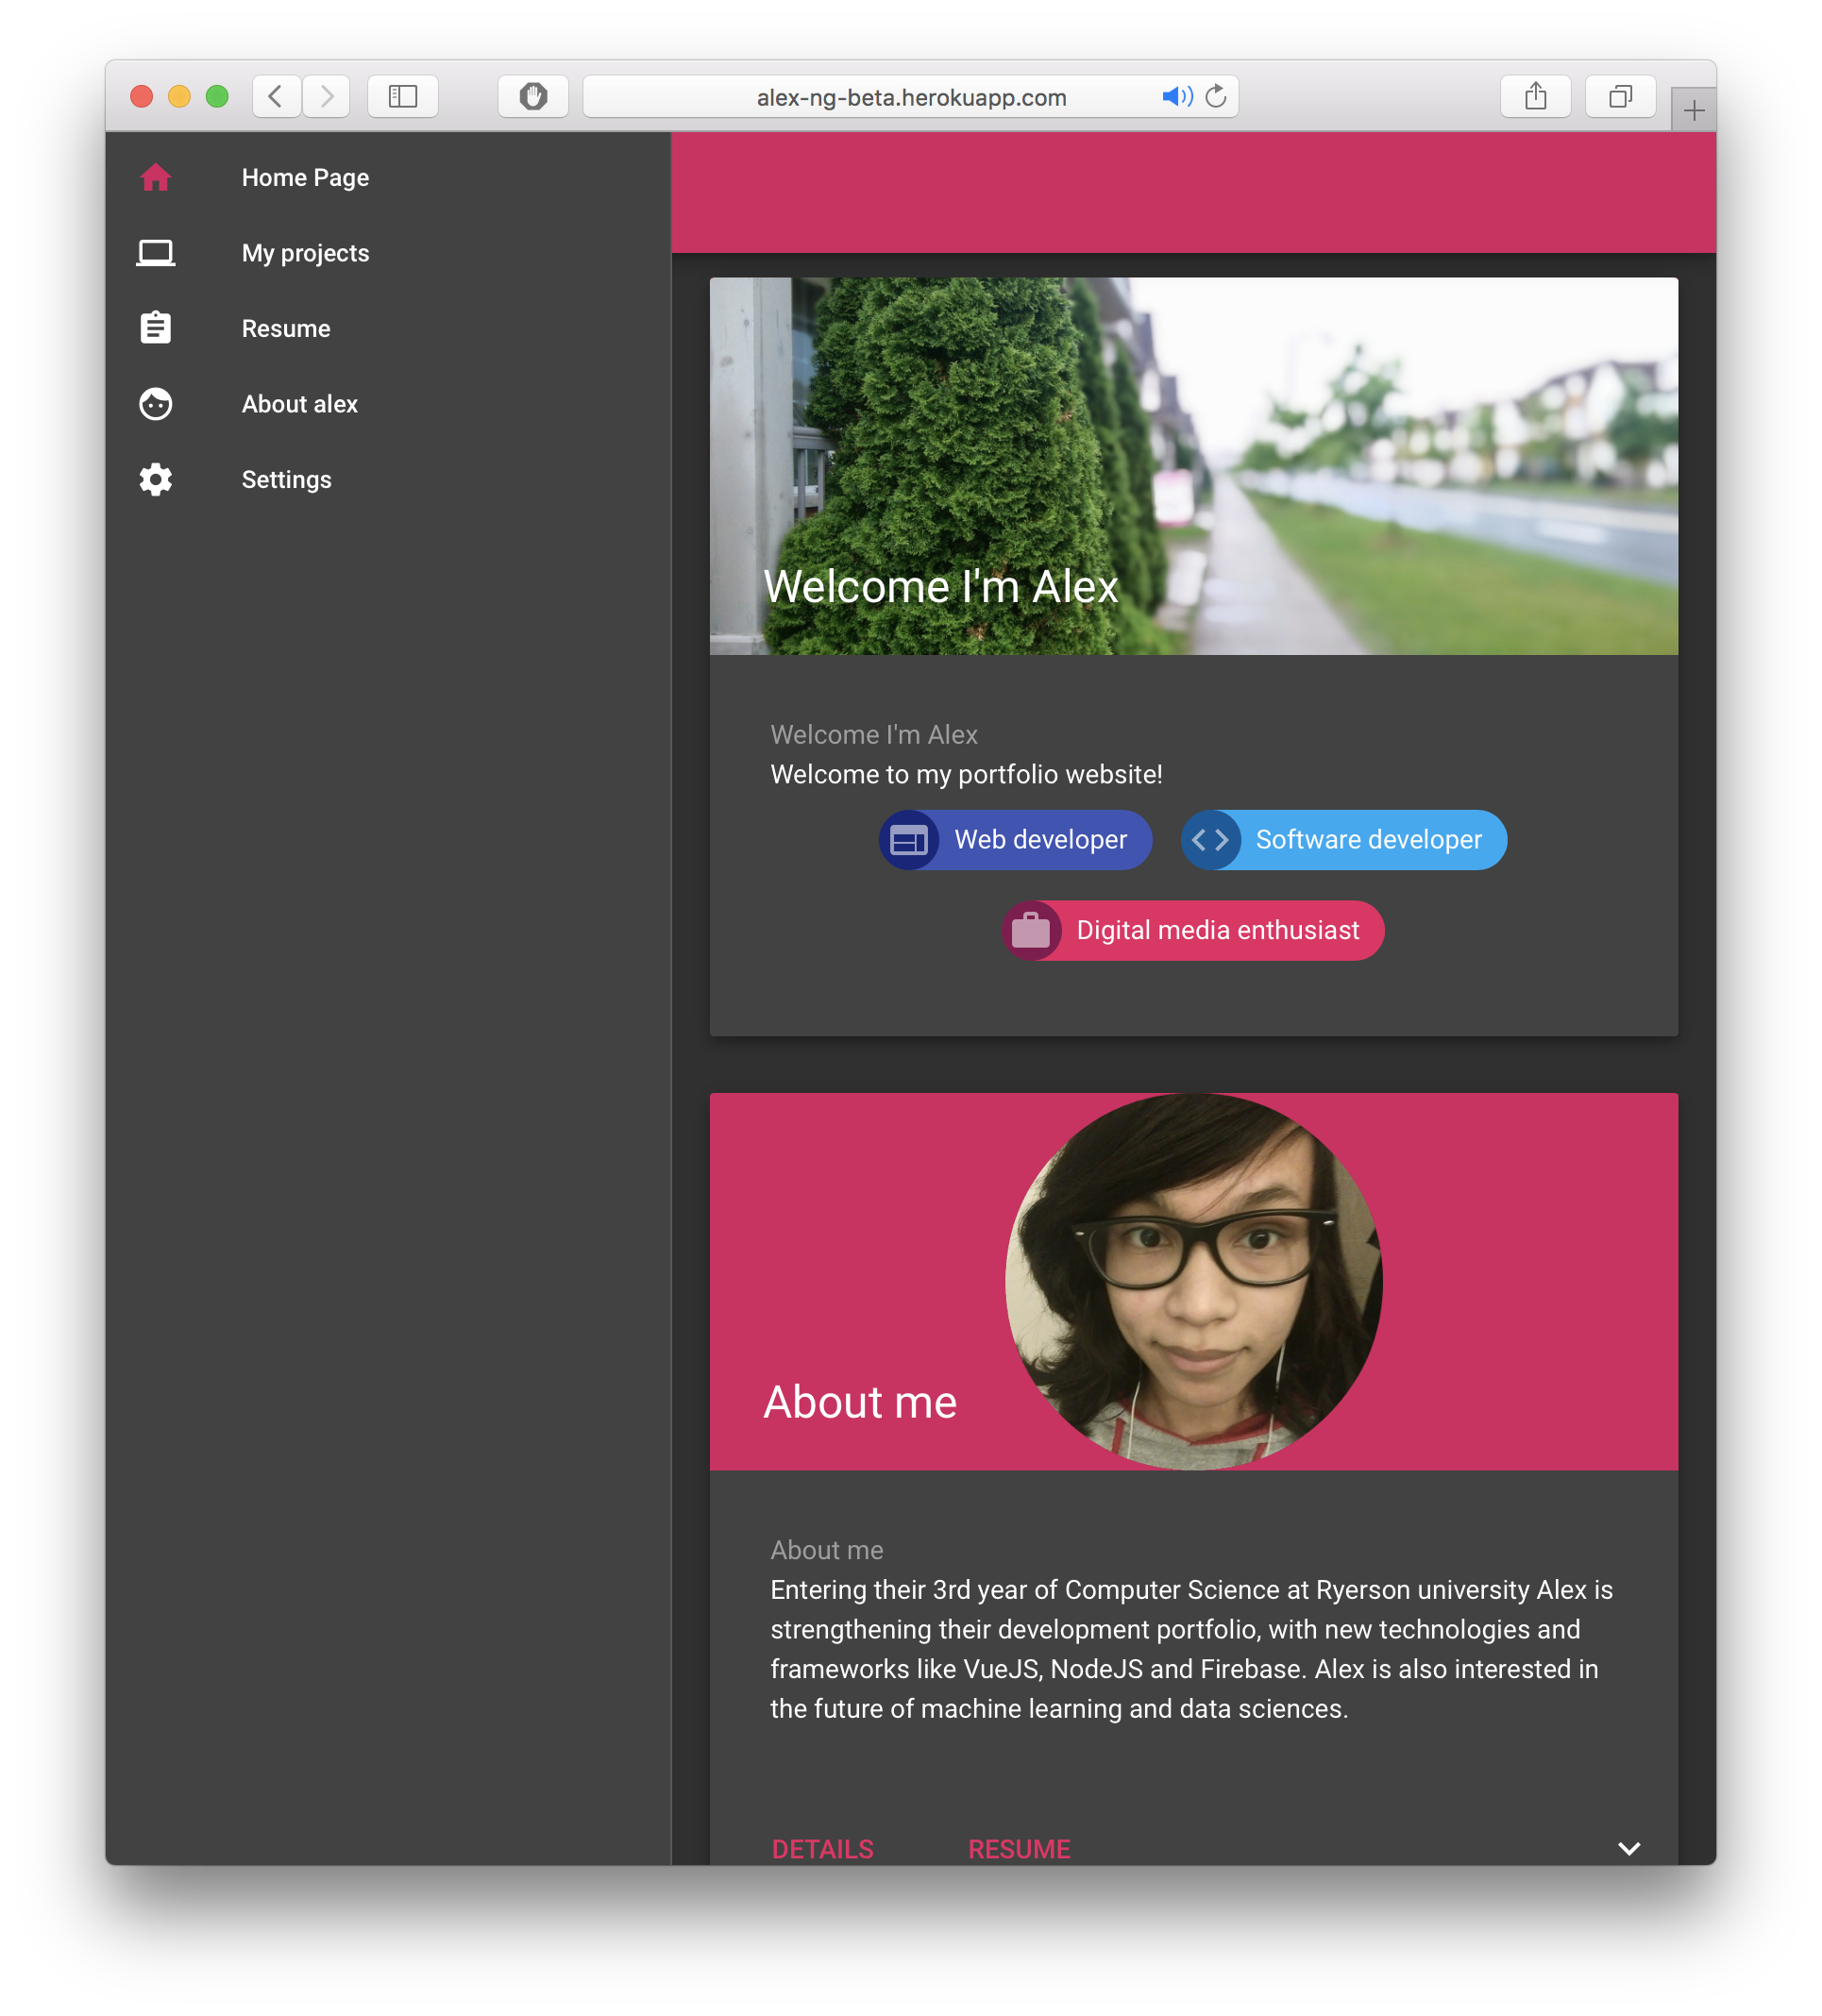 alex-ng-beta.herokuapp.com
Home Page
My projects
Resume
About alex
Settings
Welcome I'm Alex
Welcome I'm Alex
Welcome to my portfolio website!
Web developer
Software developer
Digital media enthusiast
About me
About me
Entering their 3rd year of Computer Science at Ryerson university Alex is
strengthening their development portfolio, with new technologies and
frameworks like VueJS, NodeJS and Firebase. Alex is also interested in
the future of machine learning and data sciences.
DETAILS
RESUME